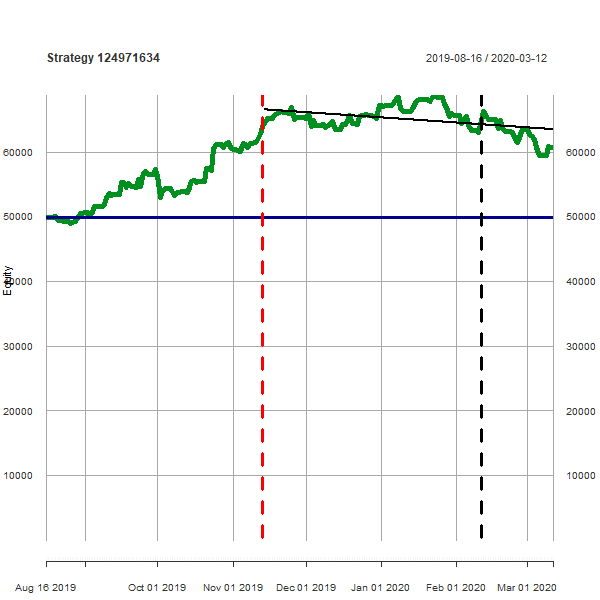 Strategy 124971634 2019-08-16 / 2020-03-12
60000 60000
50000 50000
Equity
40000 40000
30000 30000
20000 20000
10000 10000
Aug 16 2019 Oct 01 2019 Nov 01 2019 Dec 01 2019 Jan 01 2020 Feb 01 2020 Mar 01 2020